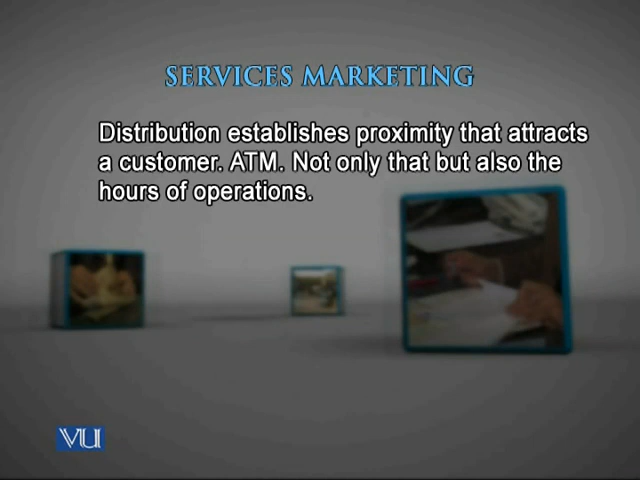 SERVICES MARKETING
Distribution establishes proximity that attracts
a customer. ATM. Not only that but also the
hours of operations.
VU